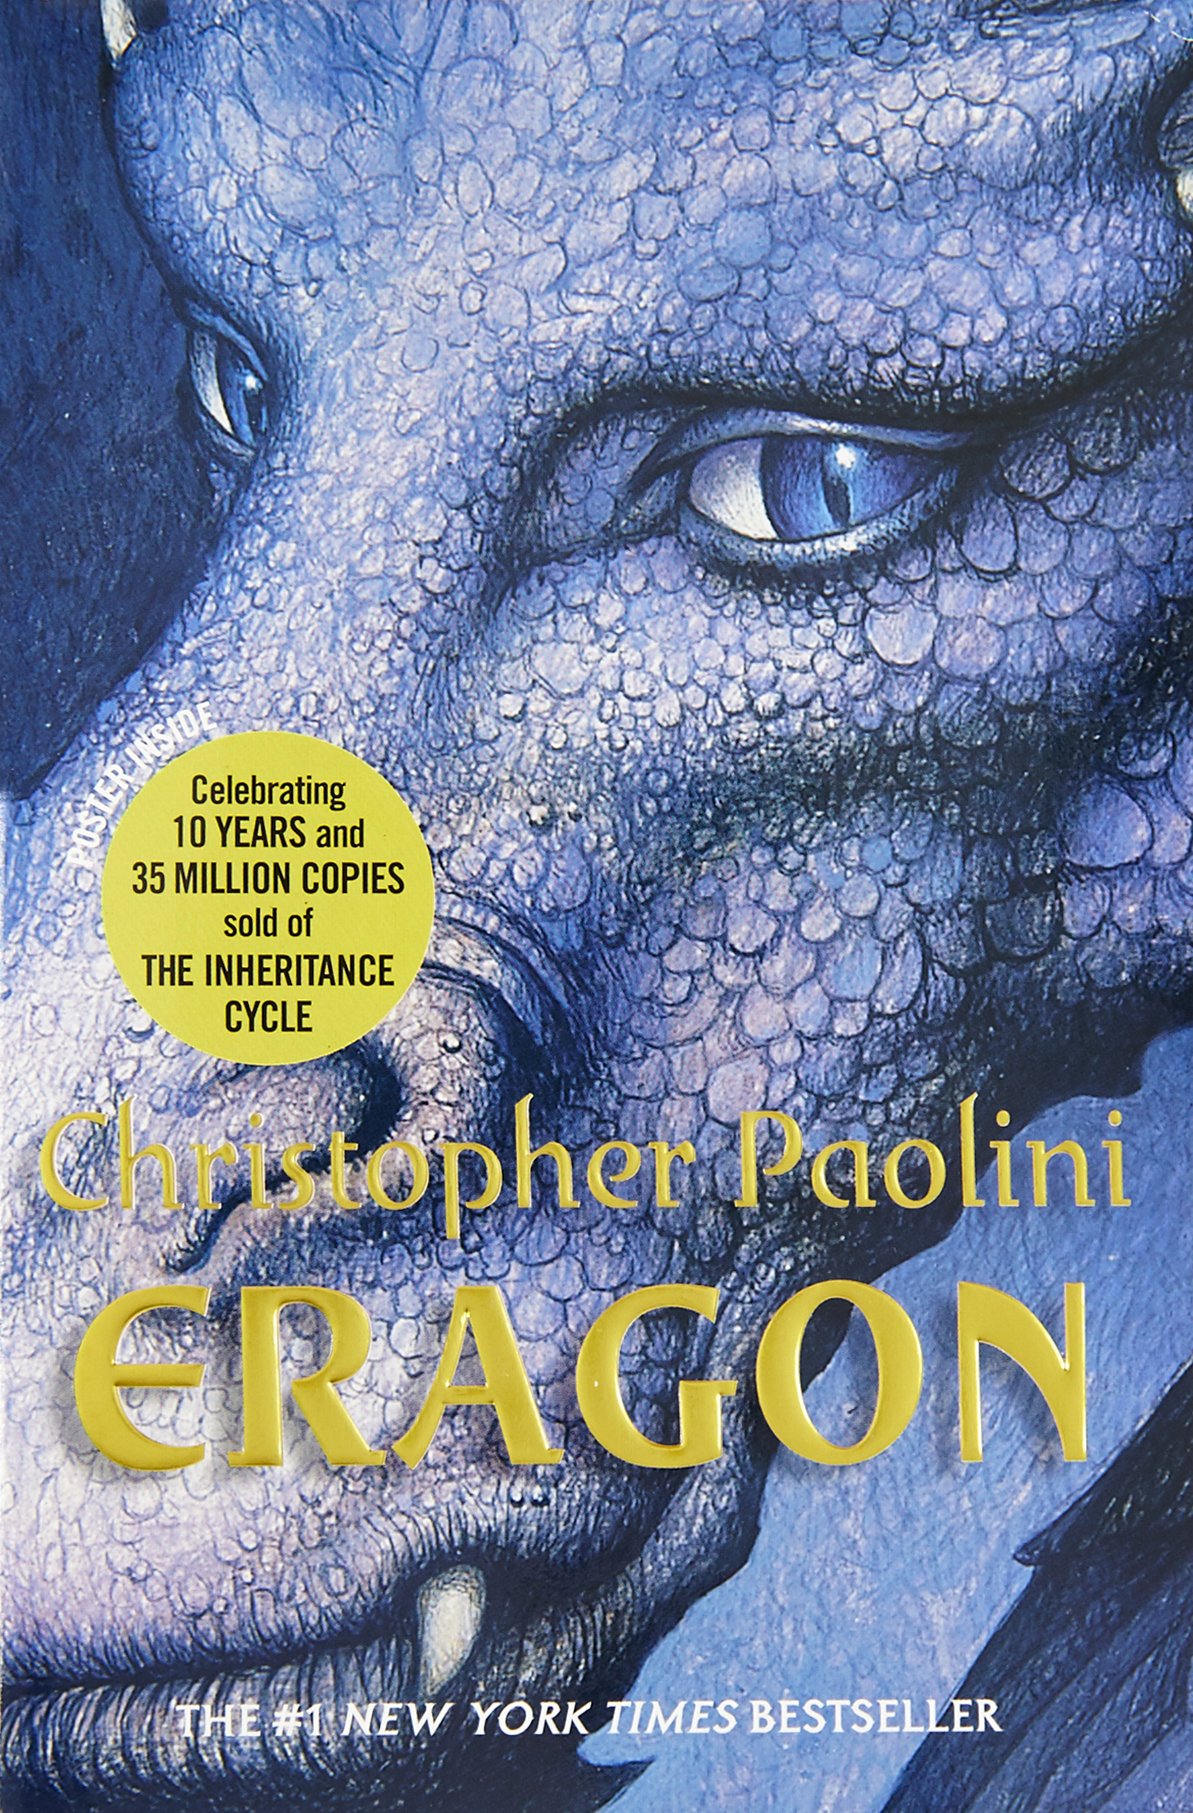 POSTER INSIDE
Celebrating
10 YEARS and
35 MILLION COPIES
sold of
THE INHERITANCE
CYCLE
Christopher Paolini
ERAGON
THE #1 NEW YORK TIMES BESTSELLER